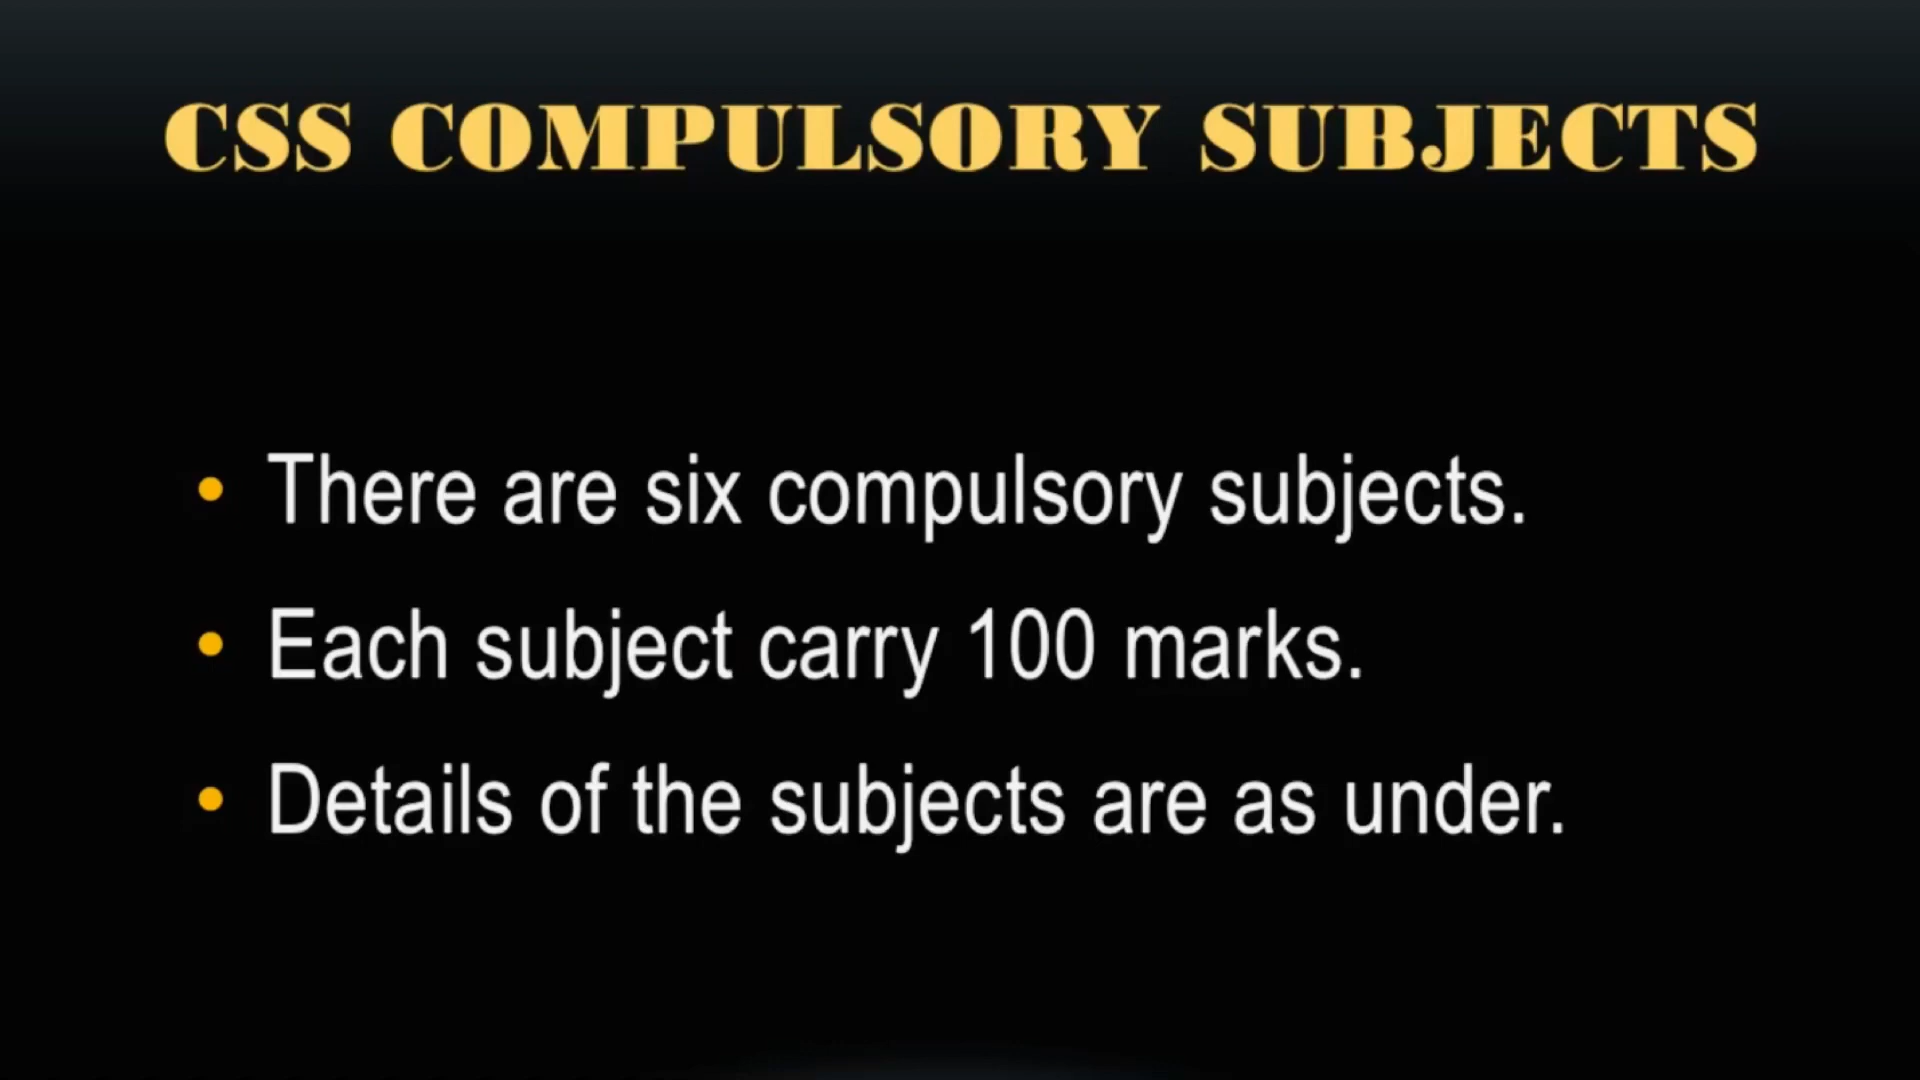 CSS COMPULSORY SUBJECTS
• There are six compulsory subjects.
• Each subject carry 100 marks.
• Details of the subjects are as under.